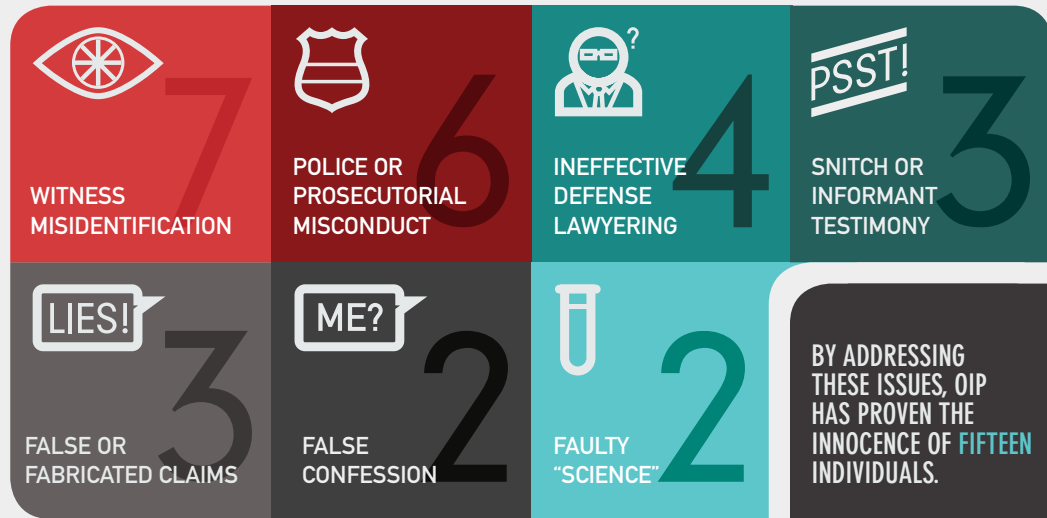 7
WITNESS
MISIDENTIFICATION
6
POLICE OR
PROSECUTORIAL
MISCONDUCT
?
4
INEFFECTIVE
DEFENSE
LAWYERING
PSST!
3
SNITCH OR
INFORMANT
TESTIMONY
LIES!
3
FALSE OR
FABRICATED CLAIMS
ME?
2
FALSE
CONFESSION
2
FAULTY
“SCIENCE”
BY ADDRESSING
THESE ISSUES, OIP
HAS PROVEN THE
INNOCENCE OF FIFTEEN
INDIVIDUALS.